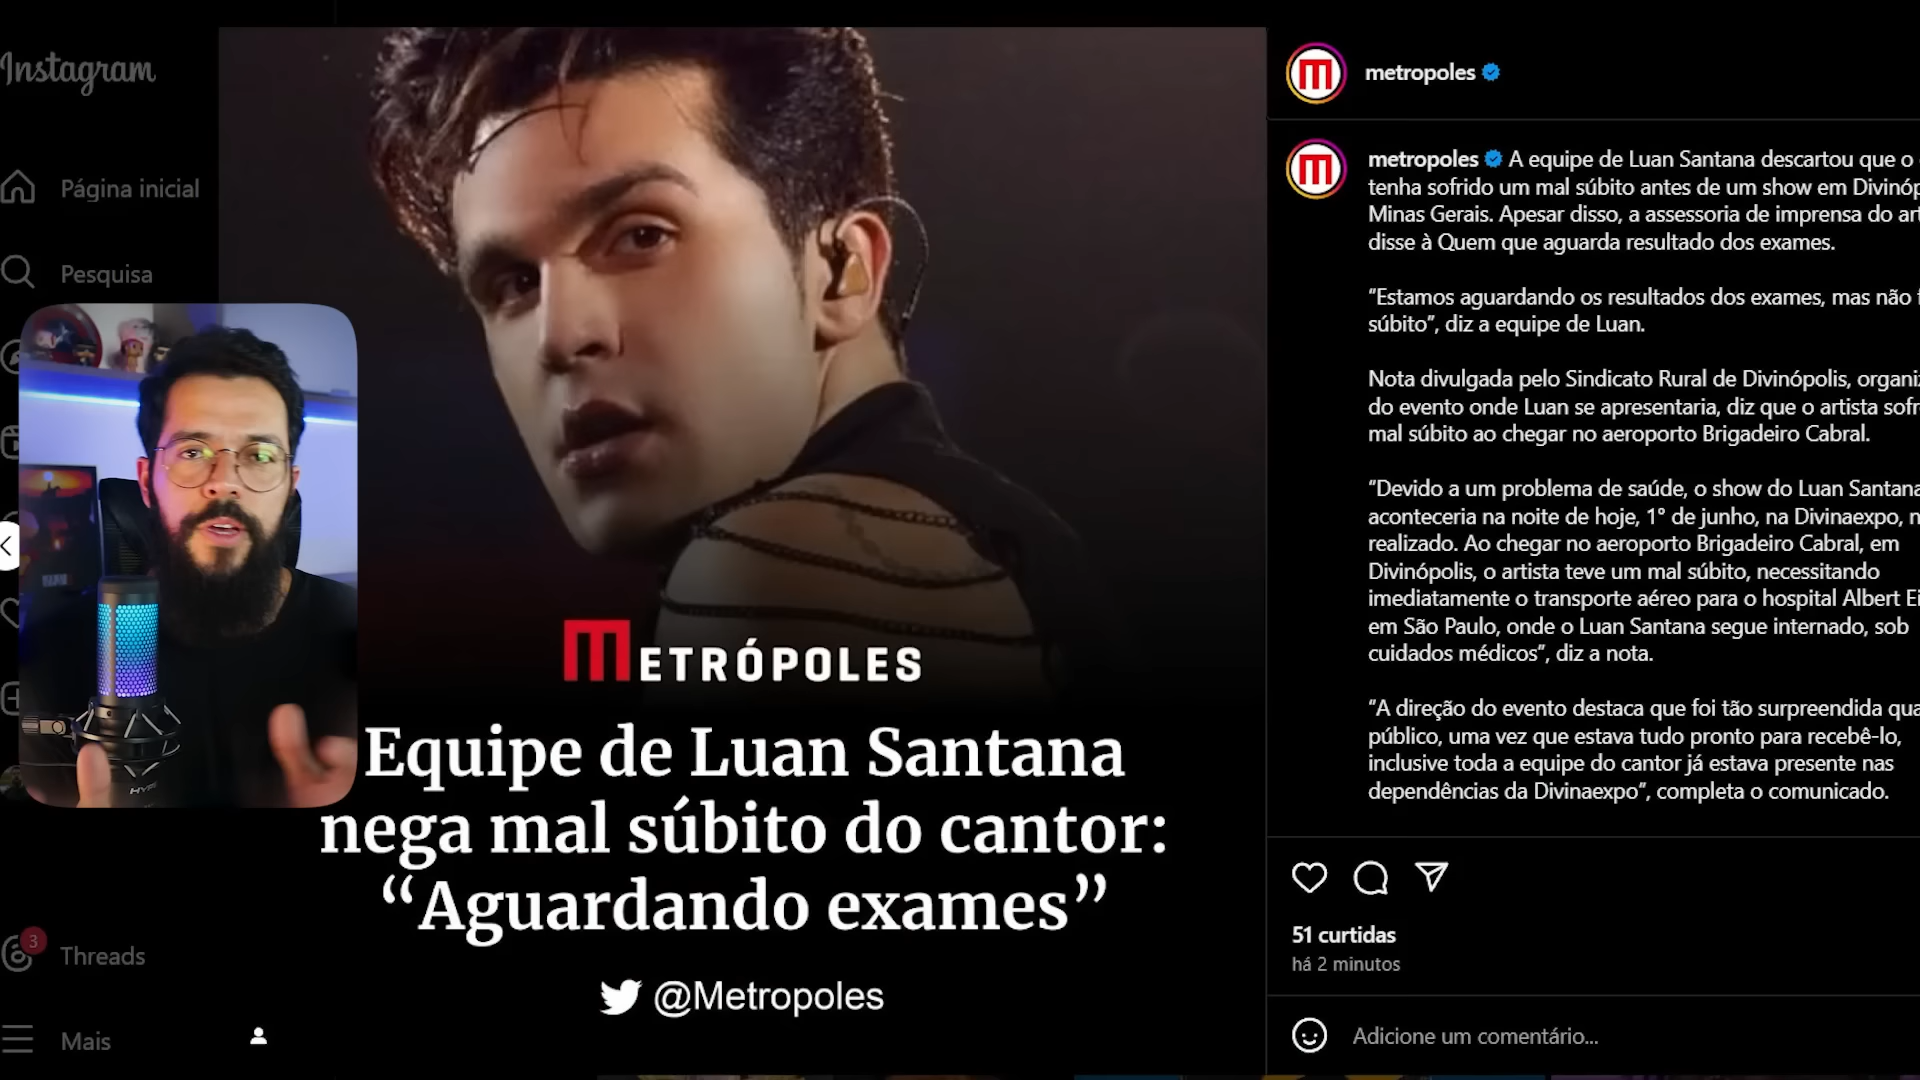 Instagram
Página inicial
Pesquisa
Threads
3
Mais
METRÓPOLES
Equipe de Luan Santana
nega mal súbito do cantor:
“Aguardando exames”
@Metropoles
metropoles
metropoles A equipe de Luan Santana descartou que o
tenha sofrido um mal súbito antes de um show em Divinóp
Minas Gerais. Apesar disso, a assessoria de imprensa do art
disse à Quem que aguarda resultado dos exames.
“Estamos aguardando os resultados dos exames, mas não f
súbito”, diz a equipe de Luan.
Nota divulgada pelo Sindicato Rural de Divinópolis, organiz
do evento onde Luan se apresentaria, diz que o artista sofr
mal súbito ao chegar no aeroporto Brigadeiro Cabral.
“Devido a um problema de saúde, o show do Luan Santana
aconteceria na noite de hoje, 1° de junho, na Divinaexpo, n
realizado. Ao chegar no aeroporto Brigadeiro Cabral, em
Divinópolis, o artista teve um mal súbito, necessitando
imediatamente o transporte aéreo para o hospital Albert Ei
em São Paulo, onde o Luan Santana segue internado, sob
cuidados médicos”, diz a nota.
“A direção do evento destaca que foi tão surpreendida qua
público, uma vez que estava tudo pronto para recebê-lo,
inclusive toda a equipe do cantor já estava presente nas
dependências da Divinaexpo”, completa o comunicado.
51 curtidas
há 2 minutos
Adicione um comentário...